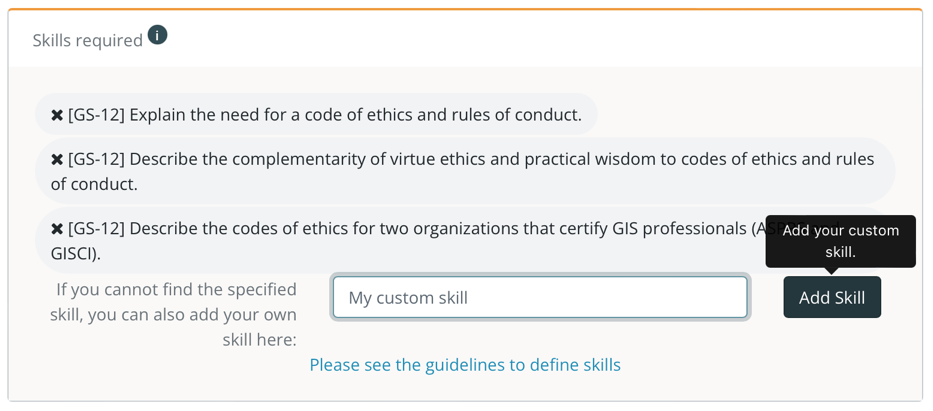 Skills required i
✖ [GS-12] Explain the need for a code of ethics and rules of conduct.
✖ [GS-12] Describe the complementarity of virtue ethics and practical wisdom to codes of ethics and rules
of conduct.
✖ [GS-12] Describe the codes of ethics for two organizations that certify GIS professionals
GISCI).
Add your custom
skill.
If you cannot find the specified
skill, you can also add your own
skill here:
My custom skill
Add Skill
Please see the guidelines to define skills